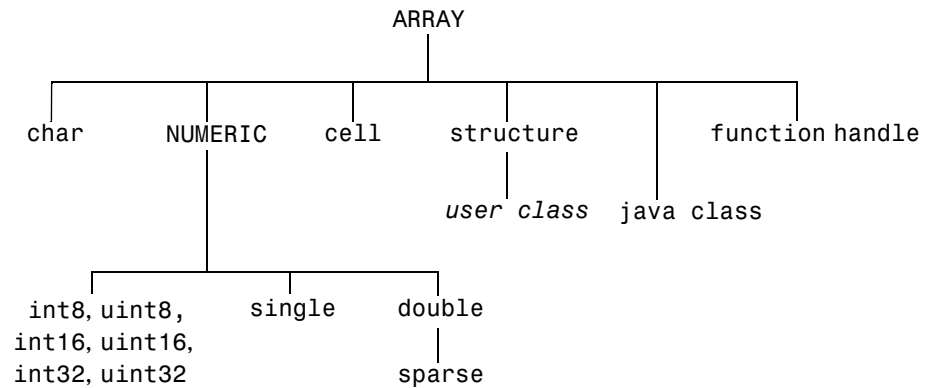 ARRAY
char NUMERIC cell structure function handle
user class java class
int8, uint8, single double
int16, uint16,
int32, uint32 sparse